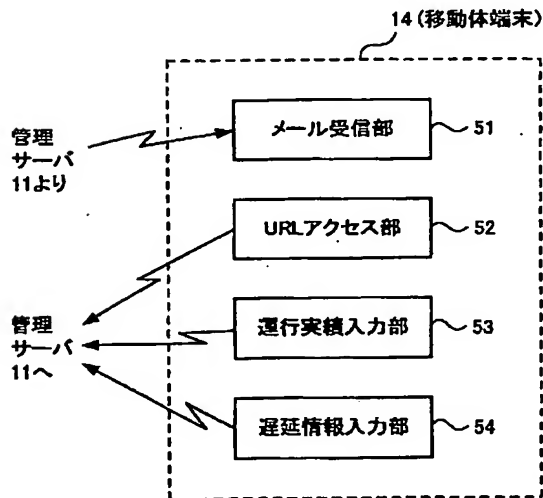 14(移動体端末)
管理
サーバ
11より
メール受信部
51
URLアクセス部
52
管理
サーバ
11へ
運行実績入力部
53
遅延情報入力部
54